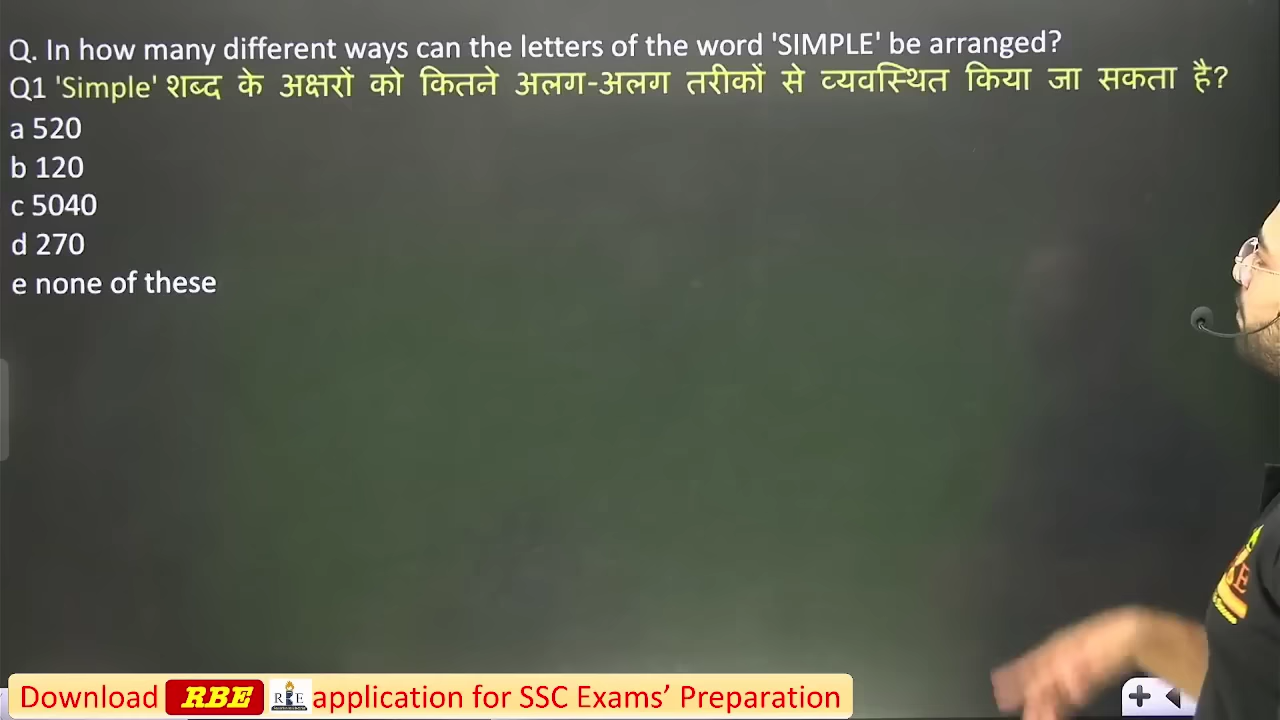 Q. In how many different ways can the letters of the word 'SIMPLE' be arranged?
Q1 'Simple' शब्द के अक्षरों को कितने अलग-अलग तरीकों से व्यवस्थित किया जा सकता है?
a 520
b 120
c 5040
d 270
e none of these
Download RBE RBE application for SSC Exams’ Preparation